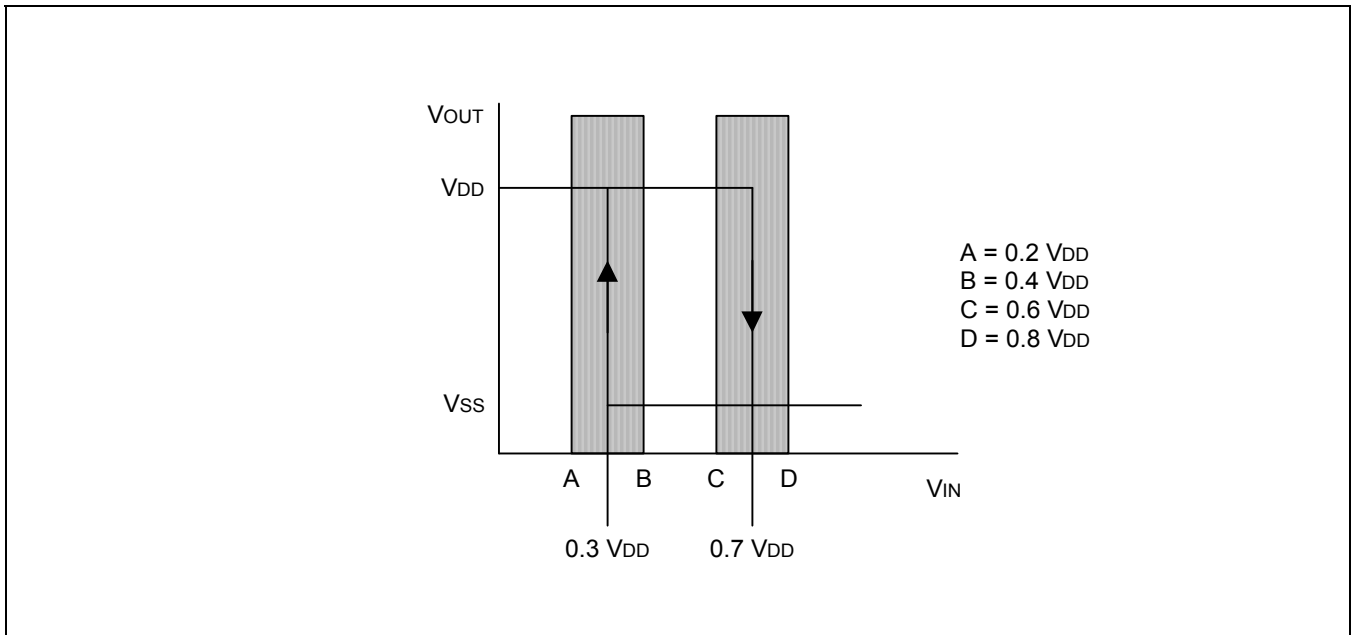 VOUT
VDD
A = 0.2 VDD
B = 0.4 VDD
C = 0.6 VDD
D = 0.8 VDD
VSS
A B C D
VIN
0.3 VDD 0.7 VDD